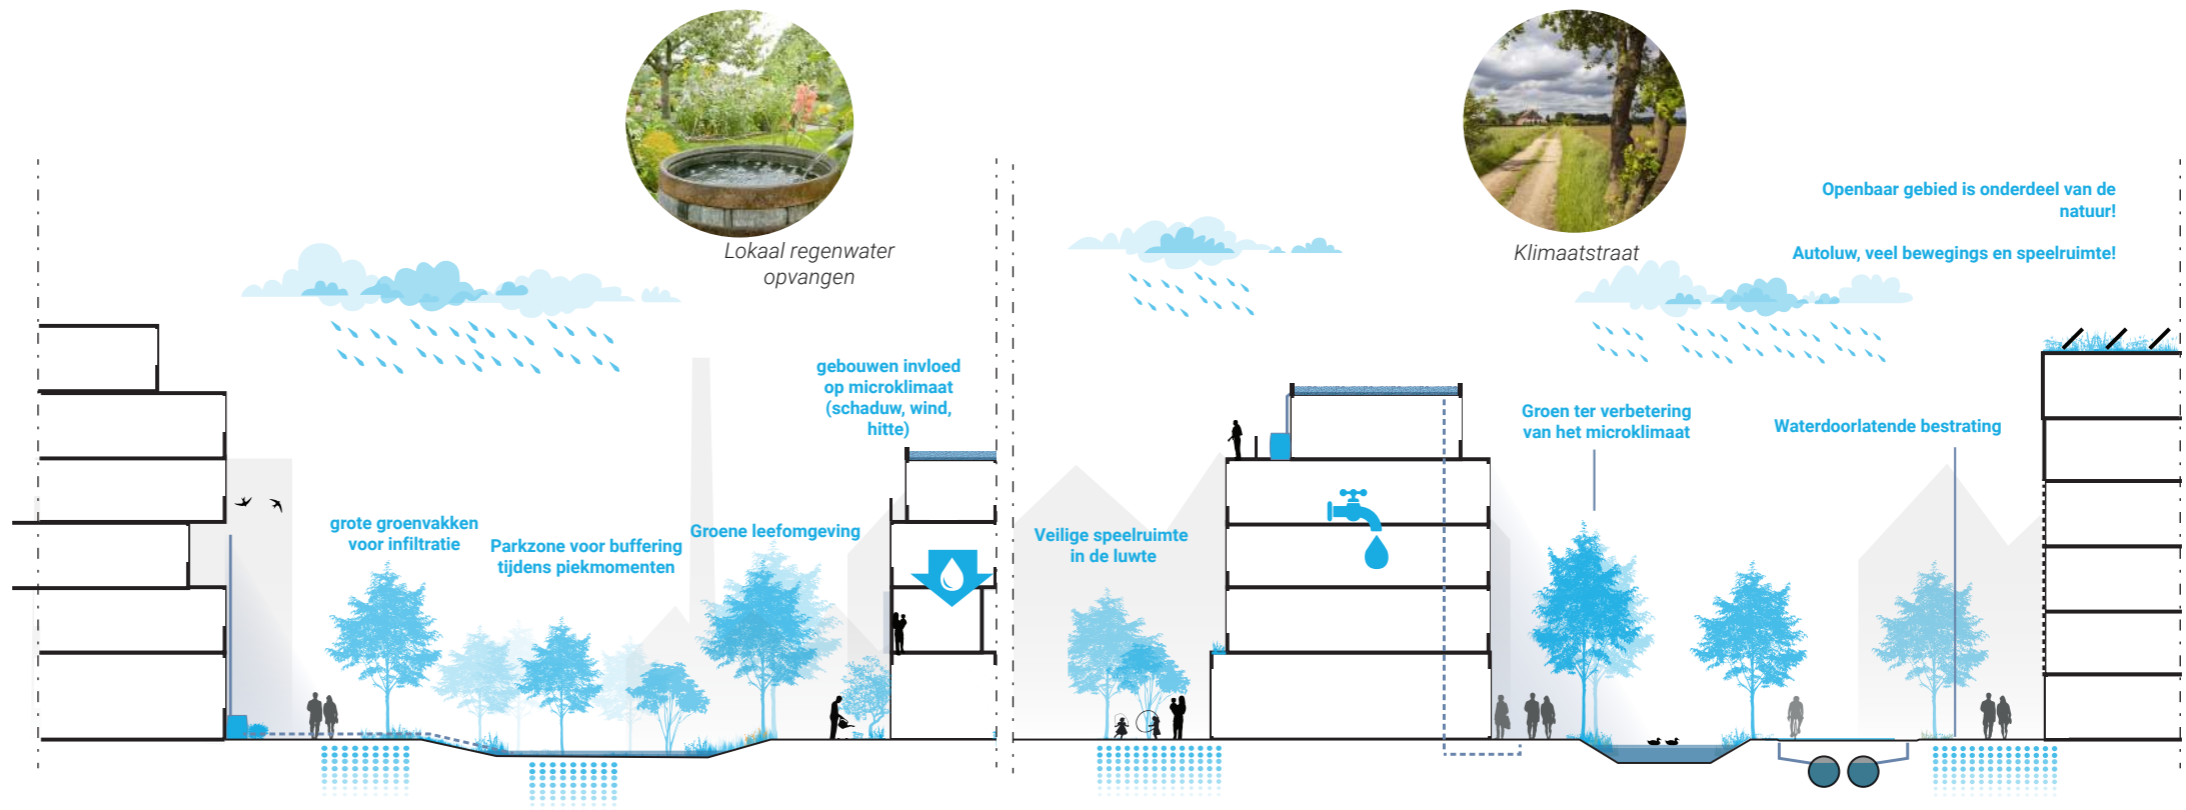 Lokaal regenwater
opvangen
Klimaatstraat
Openbaar gebied is onderdeel van de
natuur!
Autoluw, veel bewegings en speelruimte!
gebouwen invloed
op microklimaat
(schaduw, wind,
hitte)
grote groenvakken
voor infiltratie
Parkzone voor buffering
tijdens piekmomenten
Groene leefomgeving
Veilige speelruimte
in de luwte
Groen ter verbetering
van het microklimaat
Waterdoorlatende bestrating